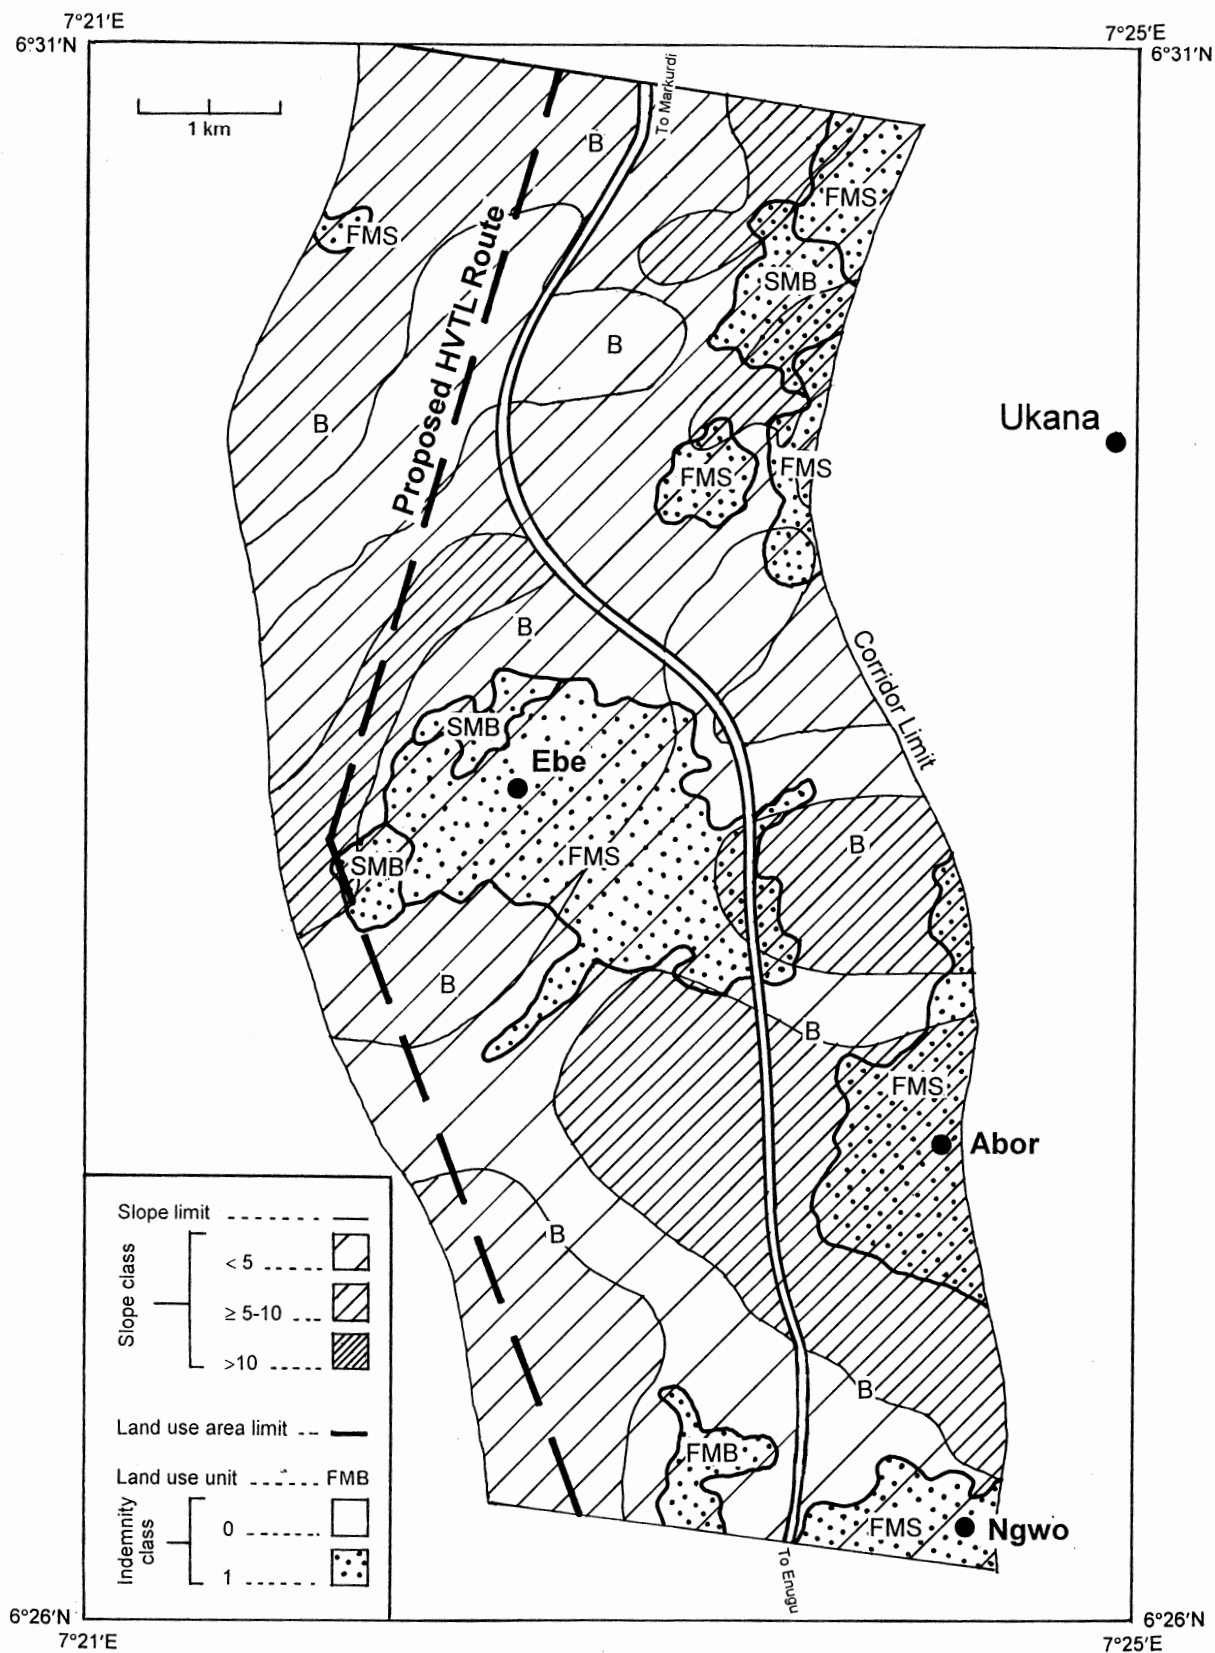 7°21'E
6°31'N
7°25'E
6°31'N
1 km
To Markurdi
B
FMS
FMS
SMB
Proposed HVTL Route
B
B
Ukana
FMS
FMS
B
Corridor Limit
SMB
Ebe
B
SMB
FMS
B
B
FMS
Abor
B
B
FMB
FMS
Ngwo
To Enugu
Slope limit
Slope class
< 5
≥ 5-10
>10
Land use area limit
Land use unit FMB
Indemnity class
0
1
6°26'N
7°21'E
6°26'N
7°25'E